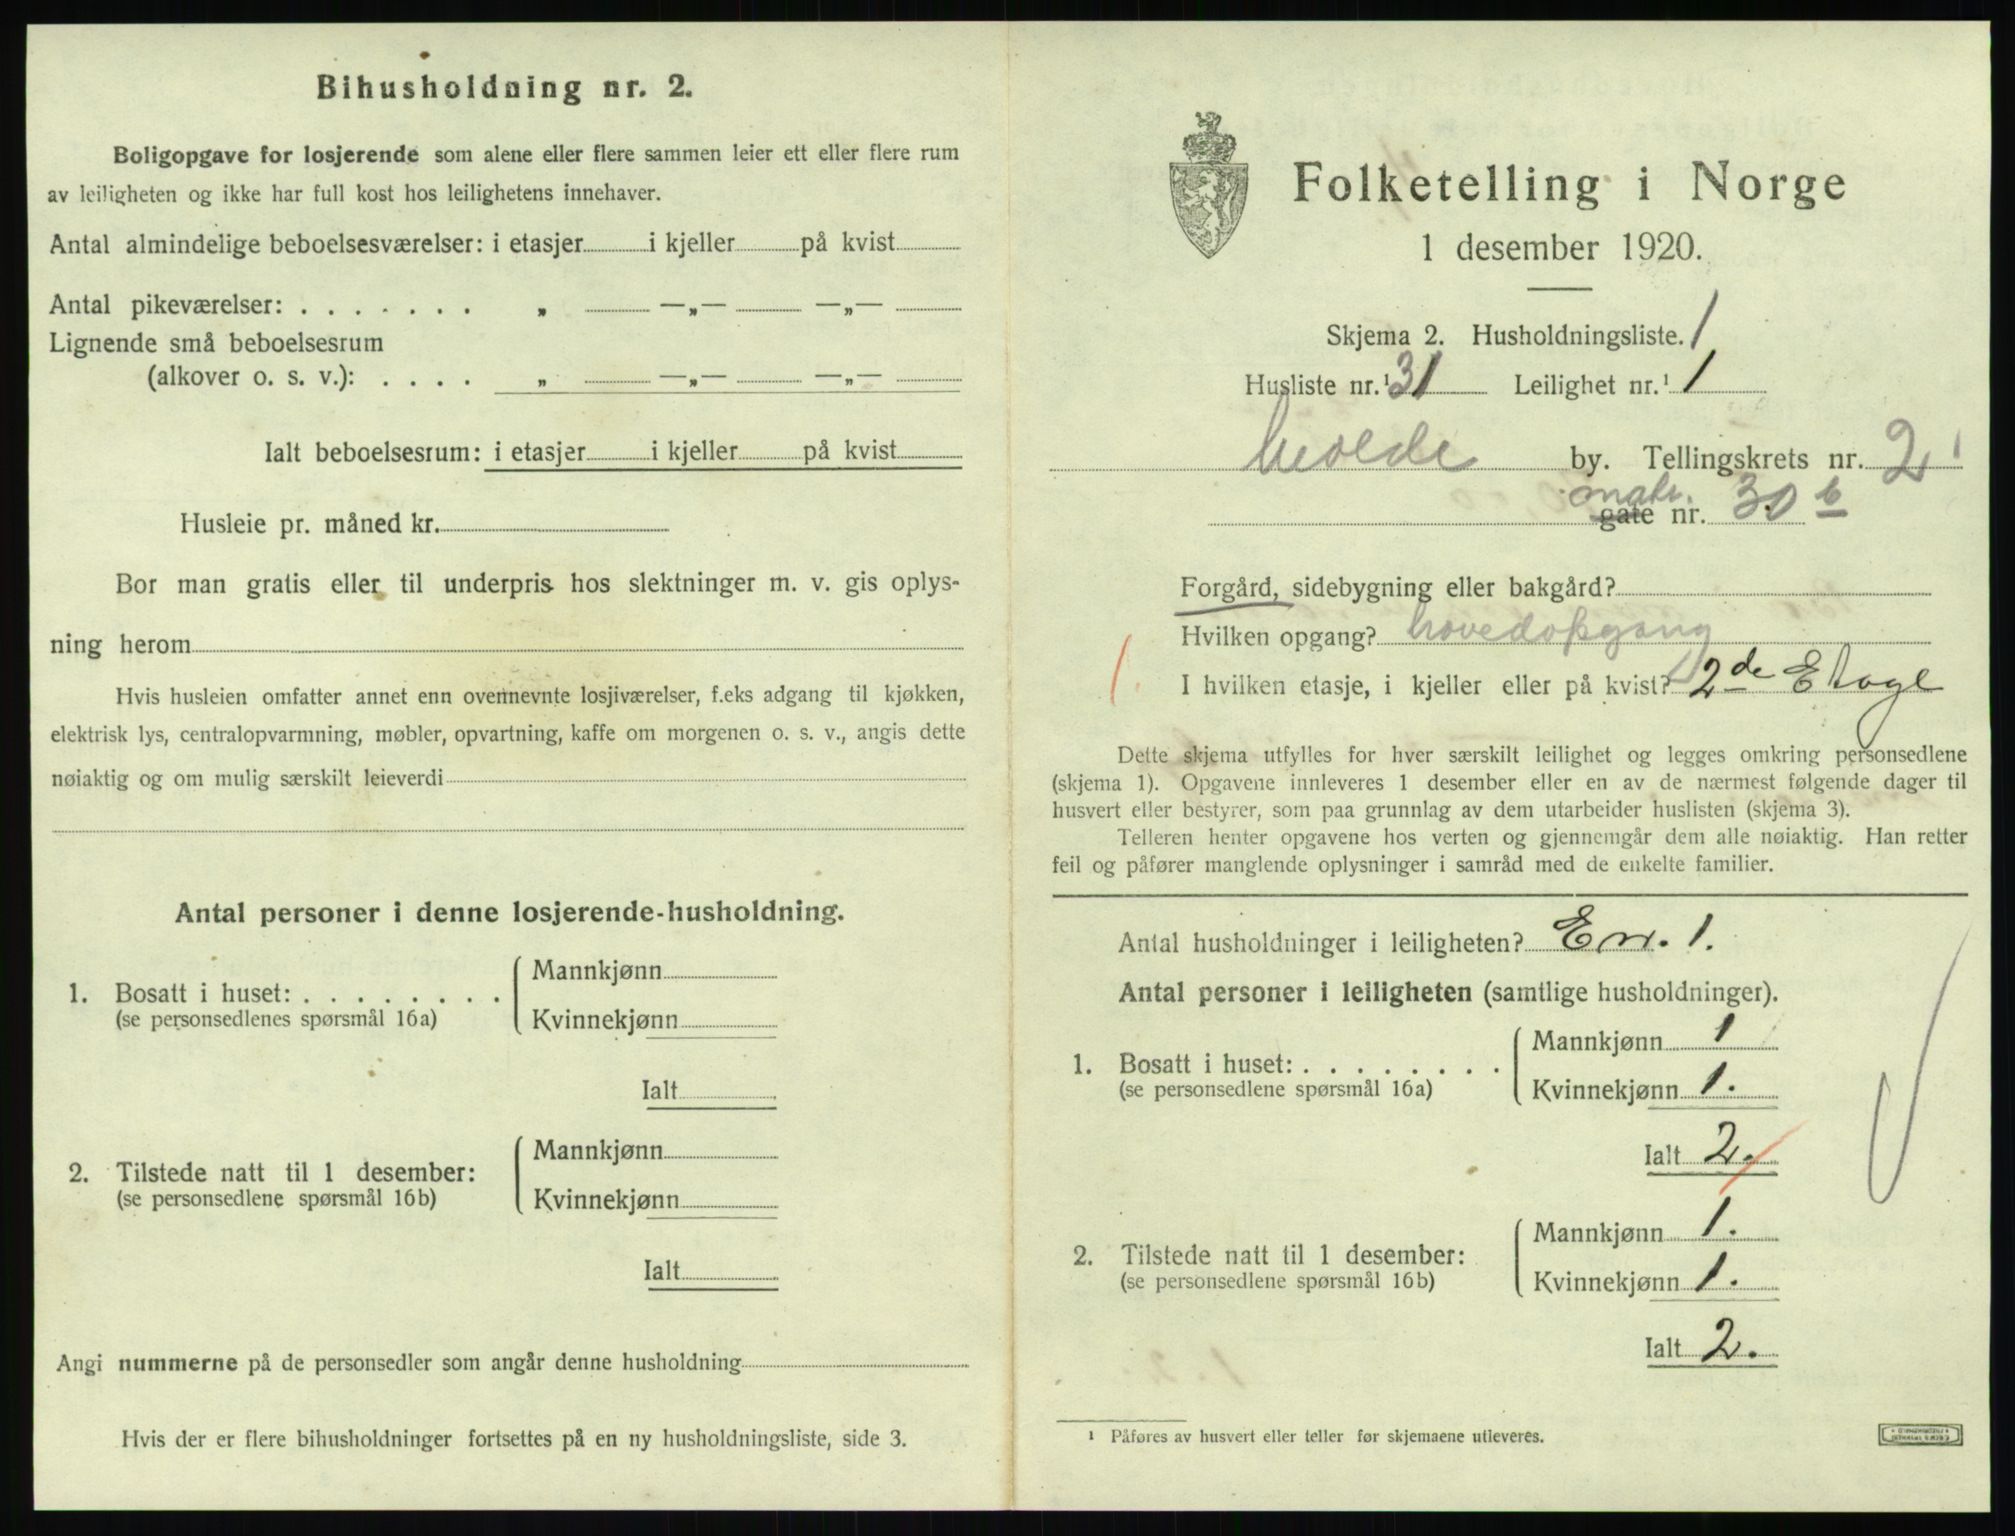 Bihusholdning nr. 2.
Boligopgave for losjerende som alene eller flere sammen leier ett eller flere rum
av leiligheten og ikke har full kost hos leilighetens innehaver.
Antal almindelige beboelsesværelser: i etasjer i kjeller på kvist
Antal pikeværelser: . . . . . . . „ —„— —„—
Lignende små beboelsesrum
(alkover o. s. v.): . . . . „ —„— —„—
Ialt beboelsesrum: i etasjer i kjeller på kvist
Husleie pr. måned kr.
Bor man gratis eller til underpris hos slektninger m. v. gis oplys-
ning herom
Hvis husleien omfatter annet enn ovennevnte losjiværelser, f.eks adgang til kjøkken,
elektrisk lys, centralopvarmning, møbler, opvartning, kaffe om morgenen o. s. v., angis dette
nøiaktig og om mulig særskilt leieverdi
Antal personer i denne losjerende-husholdning.
1. Bosatt i huset: . . . . . . . .
(se personsedlenes spørsmål 16a)
Mannkjønn
Kvinnekjønn
Ialt
2. Tilstede natt til 1 desember:
(se personsedlene spørsmål 16b)
Mannkjønn
Kvinnekjønn
Ialt
Angi nummerne på de personsedler som angår denne husholdning
Hvis der er flere bihusholdninger fortsettes på en ny husholdningsliste, side 3.
Folketelling i Norge
1 desember 1920.
Skjema 2. Husholdningsliste. 1
Husliste nr.¹ 31 Leilighet nr.¹ 1
Molde by. Tellingskrets nr. 2
matr.
gate nr. 30 b
Forgård, sidebygning eller bakgård?
Hvilken opgang? hovedopgang
1. I hvilken etasje, i kjeller eller på kvist? 2de Etage
Dette skjema utfylles for hver særskilt leilighet og legges omkring personsedlene
(skjema 1). Opgavene innleveres 1 desember eller en av de nærmest følgende dager til
husvert eller bestyrer, som paa grunnlag av dem utarbeider huslisten (skjema 3).
Telleren henter opgavene hos verten og gjennemgår dem alle nøiaktig. Han retter
feil og påfører manglende oplysninger i samråd med de enkelte familier.
Antal husholdninger i leiligheten? En. 1.
Antal personer i leiligheten (samtlige husholdninger).
1. Bosatt i huset: . . . . . . . .
(se personsedlene spørsmål 16a)
Mannkjønn 1
Kvinnekjønn 1.
Ialt 2.
2. Tilstede natt til 1 desember:
(se personsedlene spørsmål 16b)
Mannkjønn 1.
Kvinnekjønn 1.
Ialt 2.
¹ Påføres av husvert eller teller før skjemaene utleveres.